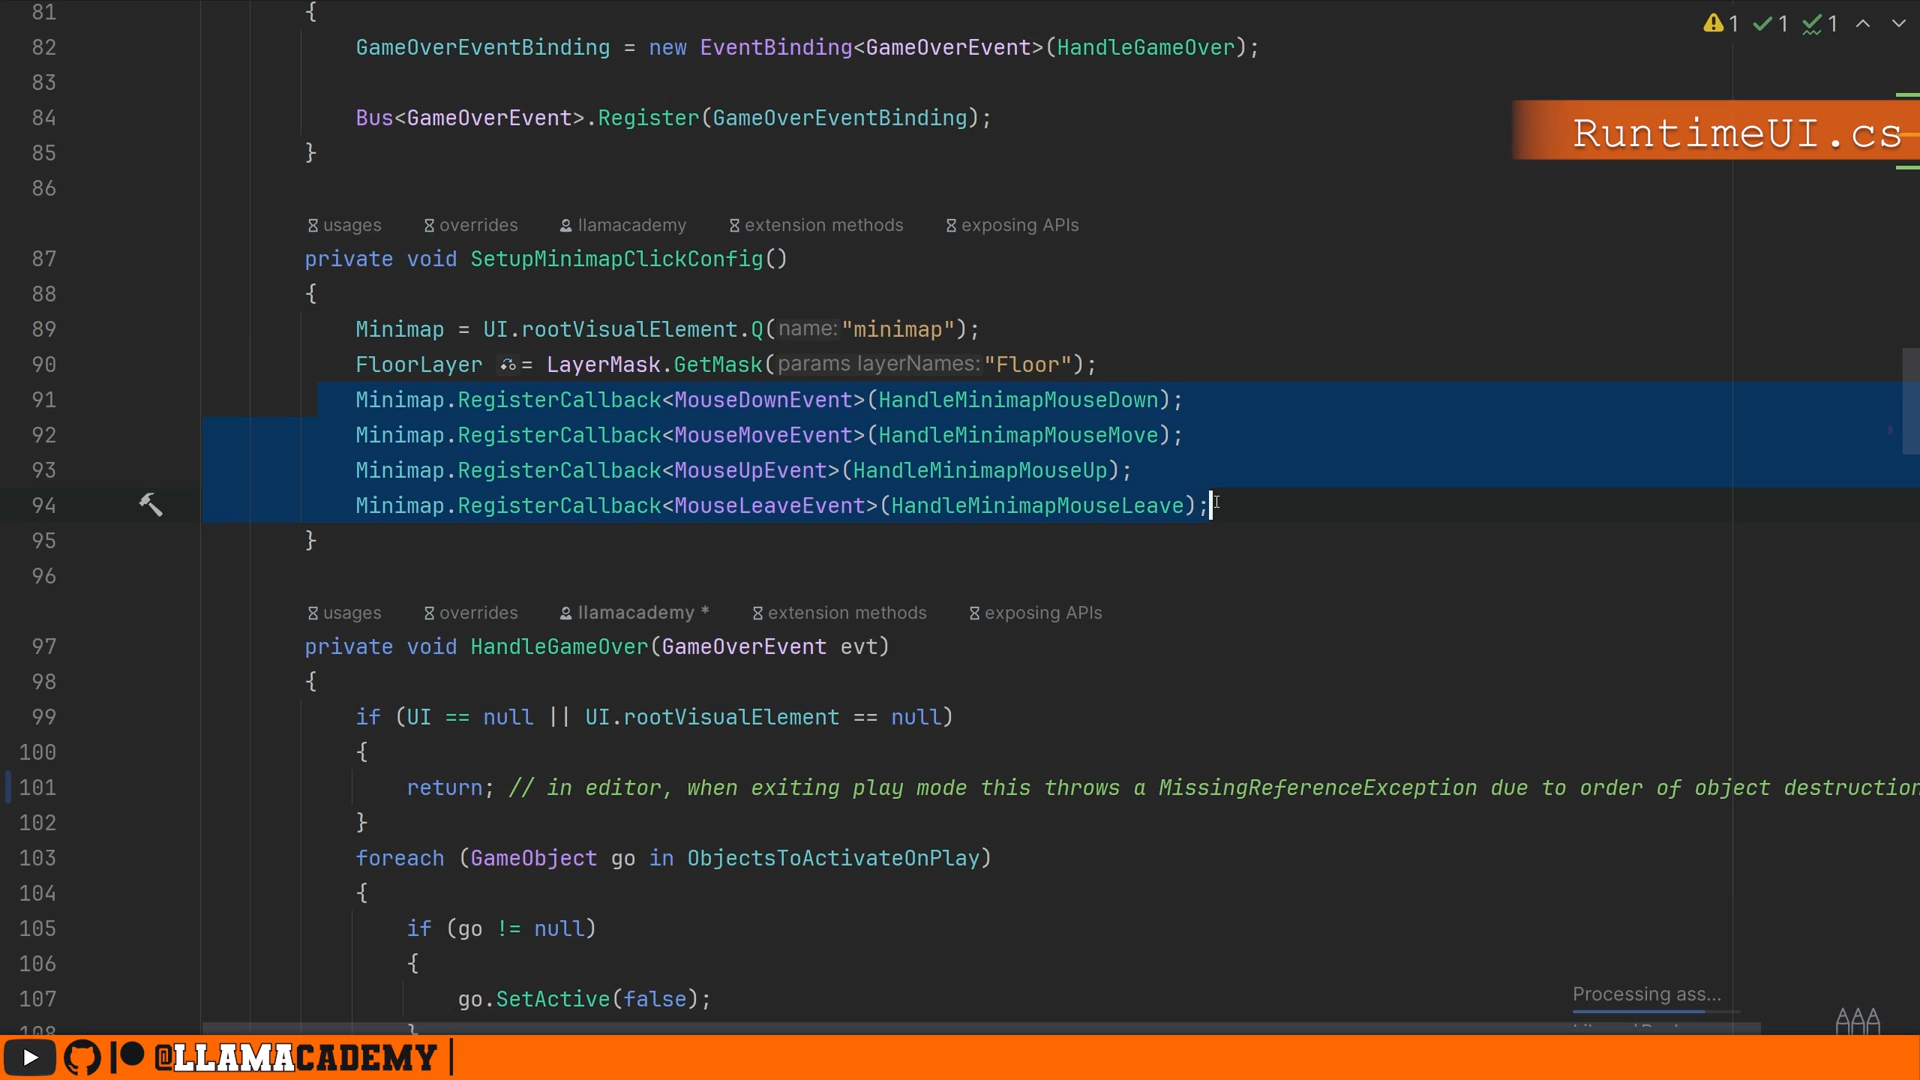 81 {
82 GameOverEventBinding = new EventBinding<GameOverEvent>(HandleGameOver);
83
84 Bus<GameOverEvent>.Register(GameOverEventBinding);
85 }
86
usages overrides llamacademy extension methods exposing APIs
87 private void SetupMinimapClickConfig()
88 {
89 Minimap = UI.rootVisualElement.Q( name: "minimap");
90 FloorLayer = LayerMask.GetMask( params layerNames: "Floor");
91 Minimap.RegisterCallback<MouseDownEvent>(HandleMinimapMouseDown);
92 Minimap.RegisterCallback<MouseMoveEvent>(HandleMinimapMouseMove);
93 Minimap.RegisterCallback<MouseUpEvent>(HandleMinimapMouseUp);
94 Minimap.RegisterCallback<MouseLeaveEvent>(HandleMinimapMouseLeave);
95 }
96
usages overrides llamacademy * extension methods exposing APIs
97 private void HandleGameOver(GameOverEvent evt)
98 {
99 if (UI == null || UI.rootVisualElement == null)
100 {
101 return; // in editor, when exiting play mode this throws a MissingReferenceException due to order of object destruction
102 }
103 foreach (GameObject go in ObjectsToActivateOnPlay)
104 {
105 if (go != null)
106 {
107 go.SetActive(false);
108 }
1 1 1
RuntimeUI.cs
Processing ass...
@LLAMACADEMY